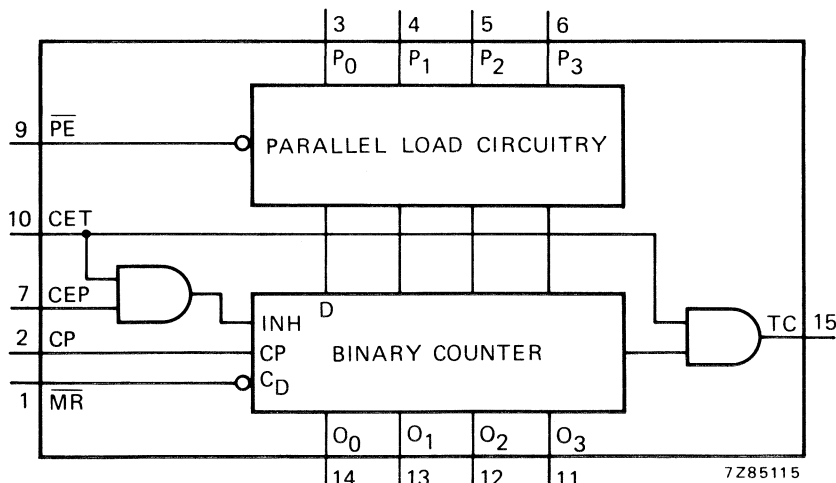 3 4 5 6
P0 P1 P2 P3
9 PE
PARALLEL LOAD CIRCUITRY
10 CET
7 CEP
D
INH
2 CP
CP
BINARY COUNTER
TC 15
CD
1 MR
O0 O1 O2 O3
14 13 12 11
7Z85115